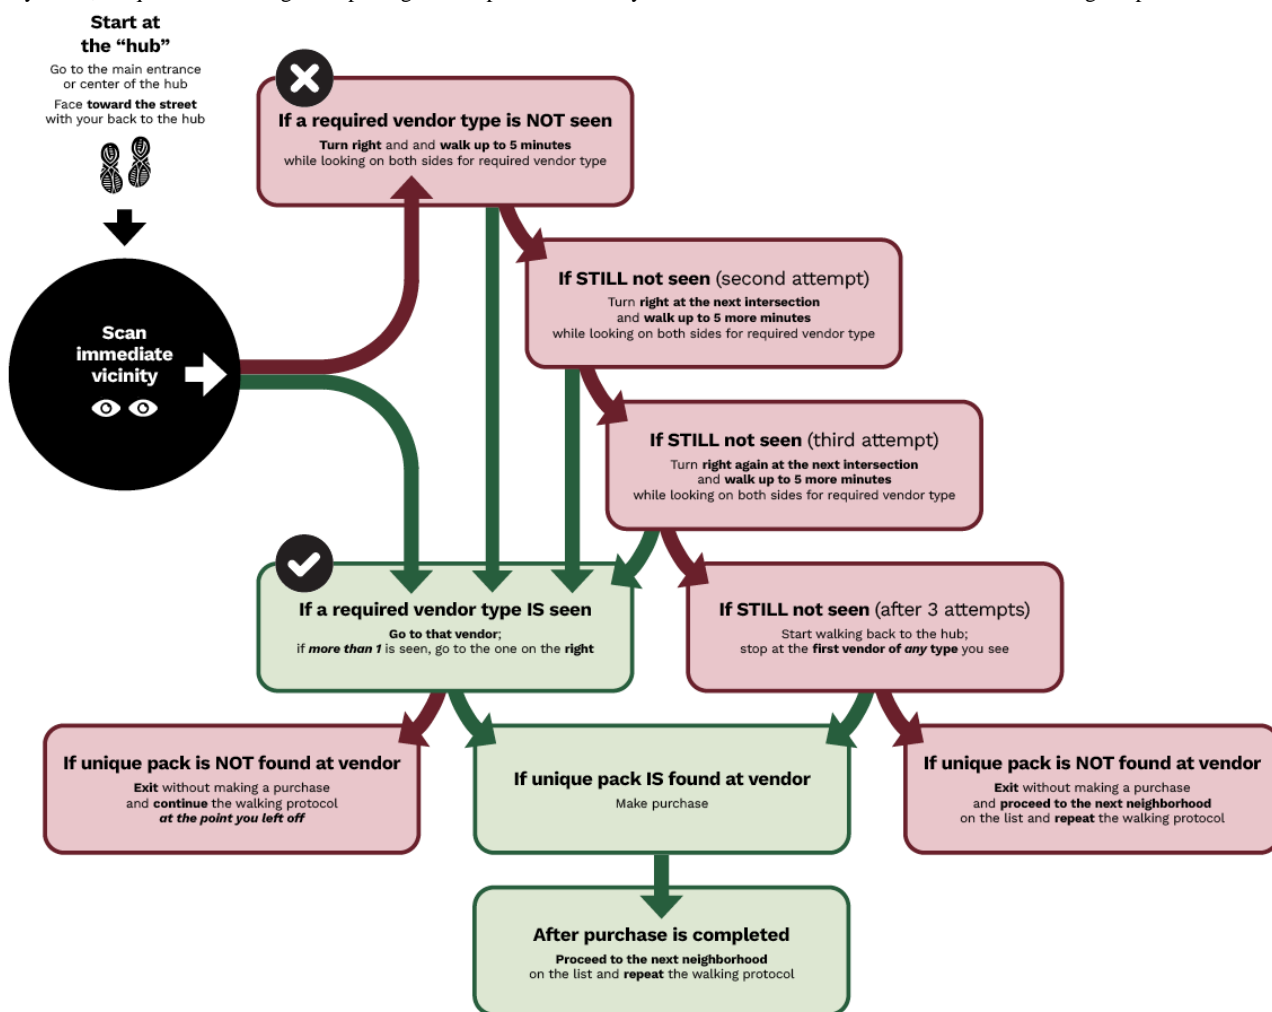 Start at
the “hub”
Go to the main entrance
or center of the hub
Face toward the street
with your back to the hub
Scan
immediate
vicinity
If a required vendor type is NOT seen
Turn right and and walk up to 5 minutes
while looking on both sides for required vendor type
If STILL not seen (second attempt)
Turn right at the next intersection
and walk up to 5 more minutes
while looking on both sides for required vendor type
If STILL not seen (third attempt)
Turn right again at the next intersection
and walk up to 5 more minutes
while looking on both sides for required vendor type
If a required vendor type IS seen
Go to that vendor;
if more than 1 is seen, go to the one on the right
If STILL not seen (after 3 attempts)
Start walking back to the hub;
stop at the first vendor of any type you see
If unique pack is NOT found at vendor
Exit without making a purchase
and continue the walking protocol
at the point you left off
If unique pack IS found at vendor
Make purchase
If unique pack is NOT found at vendor
Exit without making a purchase
and proceed to the next neighborhood
on the list and repeat the walking protocol
After purchase is completed
Proceed to the next neighborhood
on the list and repeat the walking protocol